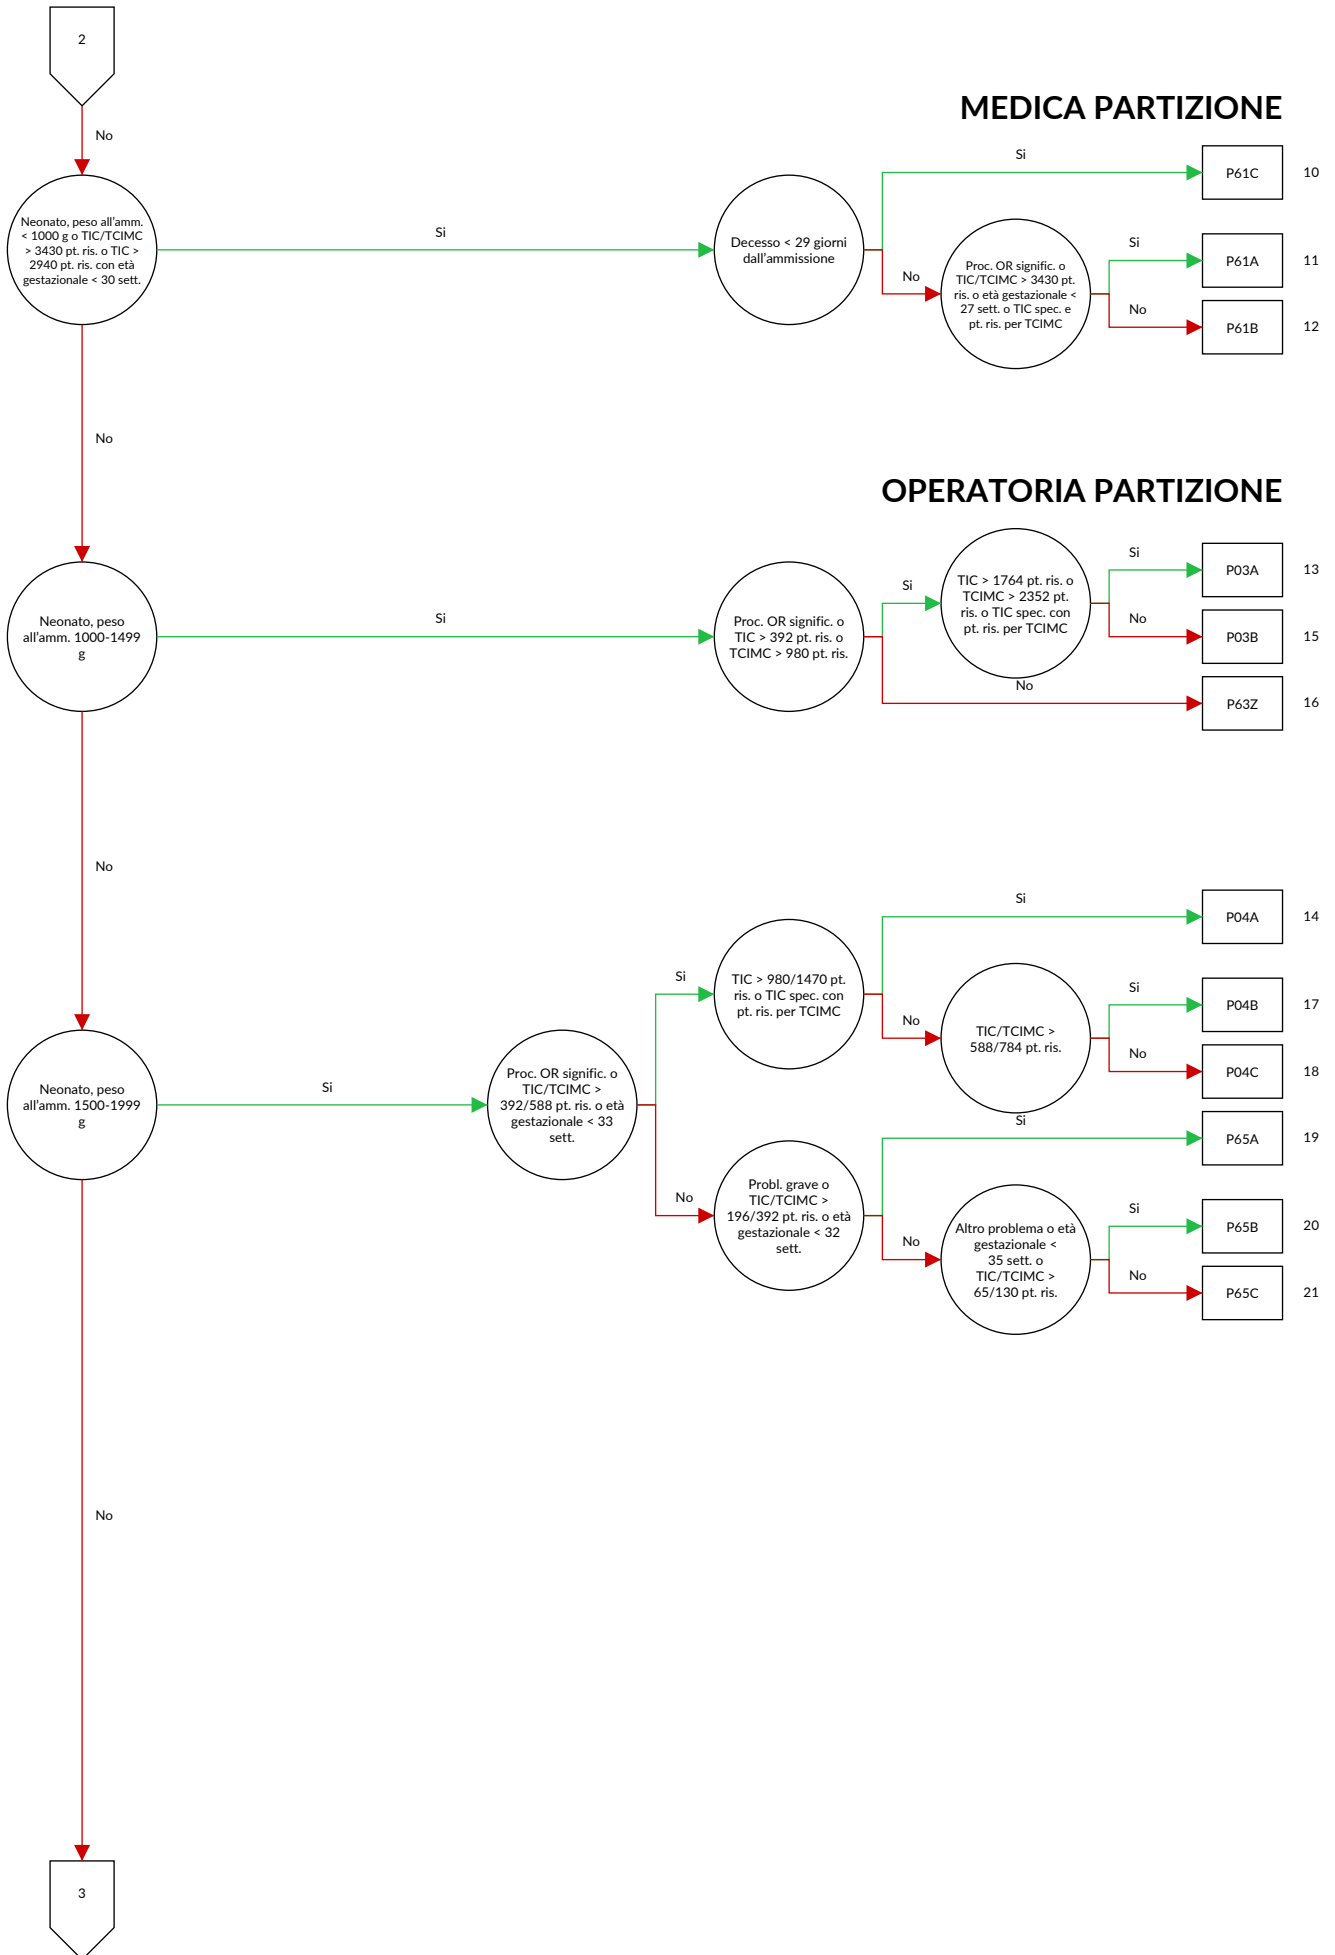 2
No
MEDICA PARTIZIONE
Neonato, peso all'amm.
< 1000 g o TIC/TCIMC
> 3430 pt. ris. o TIC >
2940 pt. ris. con età
gestazionale < 30 sett.
Si
Decesso < 29 giorni
dall'ammissione
Si
P61C
10
No
Proc. OR signific. o
TIC/TCIMC > 3430 pt.
ris. o età gestazionale <
27 sett. o TIC spec. e
pt. ris. per TCIMC
Si
P61A
11
No
P61B
12
No
OPERATORIA PARTIZIONE
Neonato, peso
all'amm. 1000-1499
g
Si
Proc. OR signific. o
TIC > 392 pt. ris. o
TCIMC > 980 pt. ris.
Si
TIC > 1764 pt. ris. o
TCIMC > 2352 pt.
ris. o TIC spec. con
pt. ris. per TCIMC
Si
P03A
13
No
P03B
15
No
P63Z
16
No
Neonato, peso
all'amm. 1500-1999
g
Si
Proc. OR signific. o
TIC/TCIMC >
392/588 pt. ris. o età
gestazionale < 33
sett.
Si
TIC > 980/1470 pt.
ris. o TIC spec. con
pt. ris. per TCIMC
Si
P04A
14
No
TIC/TCIMC >
588/784 pt. ris.
Si
P04B
17
No
P04C
18
No
Probl. grave o
TIC/TCIMC >
196/392 pt. ris. o età
gestazionale < 32
sett.
Si
P65A
19
No
Altro problema o età
gestazionale <
35 sett. o
TIC/TCIMC >
65/130 pt. ris.
Si
P65B
20
No
P65C
21
No
3